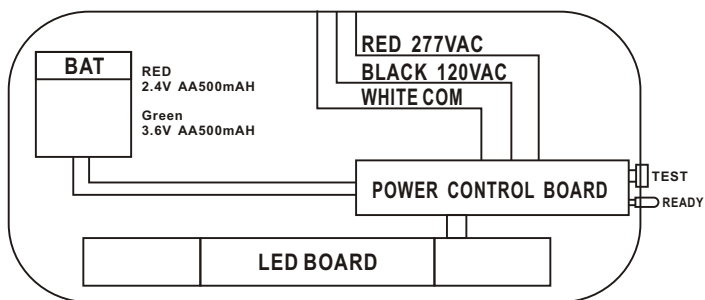 BAT
RED
2.4V AA500mAH
Green
3.6V AA500mAH
RED 277VAC
BLACK 120VAC
WHITE COM
POWER CONTROL BOARD
TEST
READY
LED BOARD